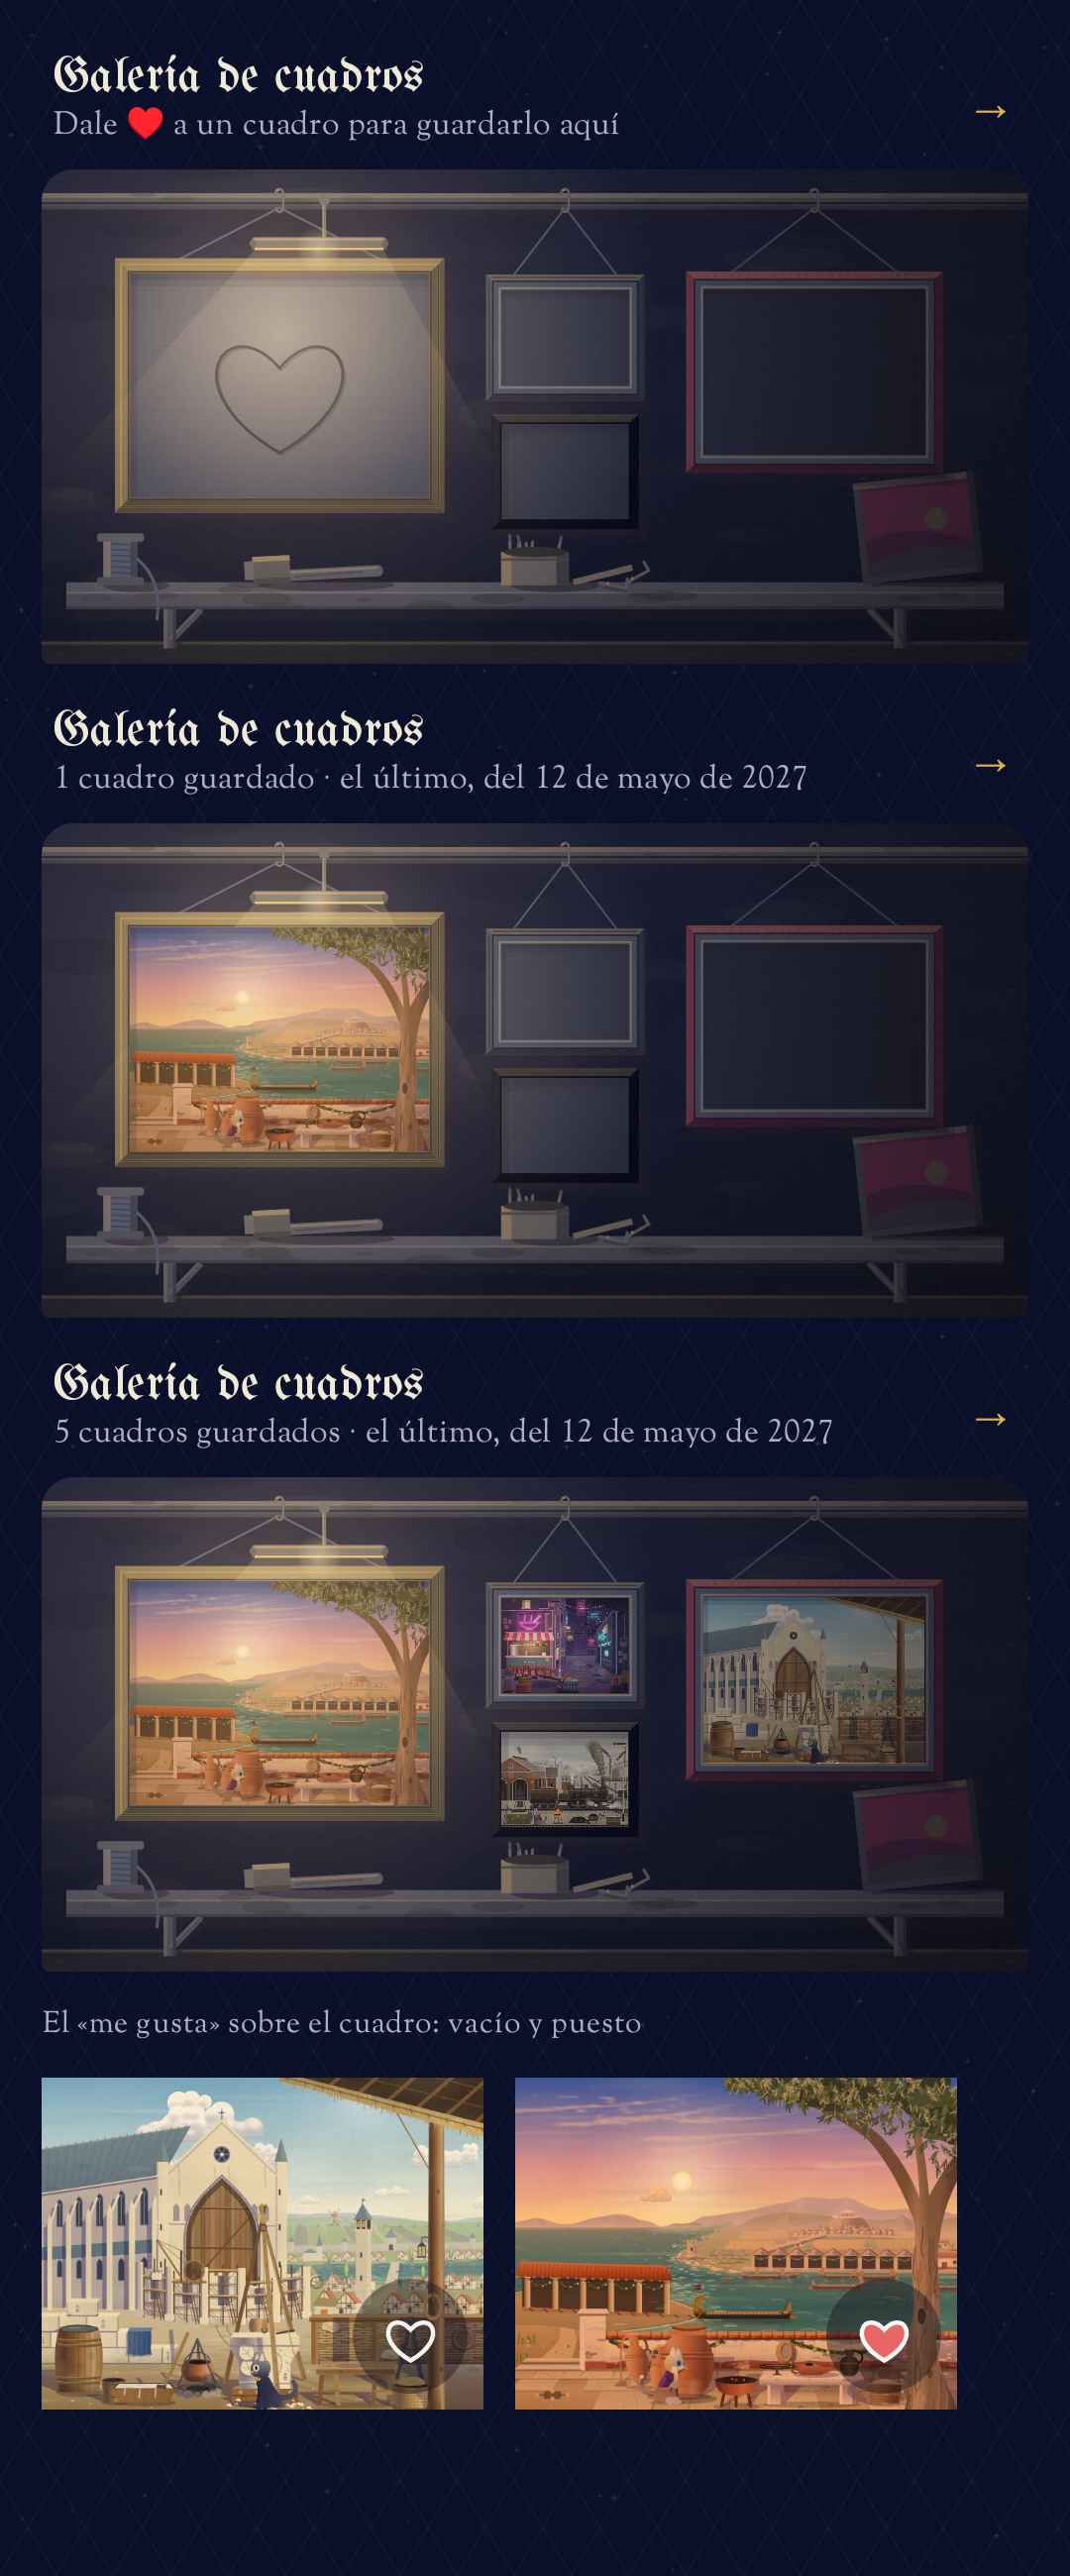 Galería de cuadros
Dale ❤️ a un cuadro para guardarlo aquí
→
Galería de cuadros
1 cuadro guardado · el último, del 12 de mayo de 2027
→
Galería de cuadros
5 cuadros guardados · el último, del 12 de mayo de 2027
→
El «me gusta» sobre el cuadro: vacío y puesto